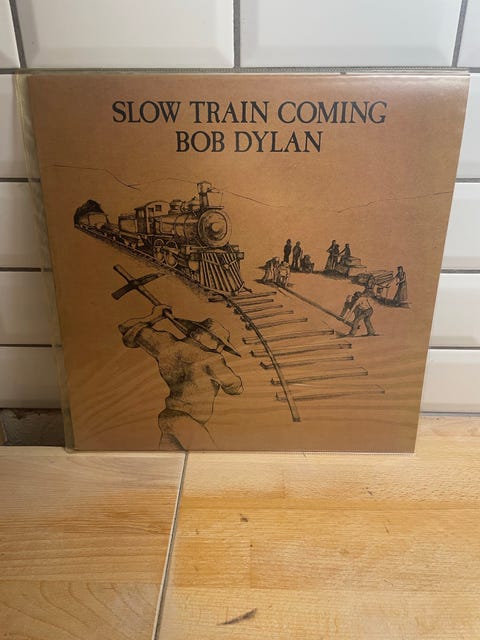 SLOW TRAIN COMING
BOB DYLAN